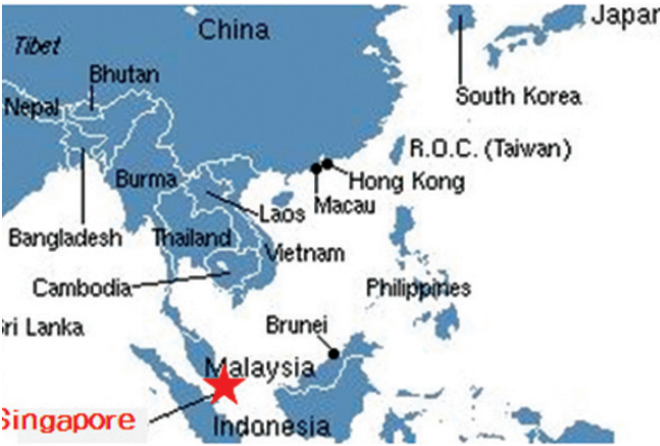 China
Japan
Tibet
Bhutan
Nepal
South Korea
R.O.C. (Taiwan)
Hong Kong
Burma
Macau
Laos
Bangladesh
Thailand
Vietnam
Cambodia
Philippines
ri Lanka
Brunei
Malaysia
Singapore
Indonesia